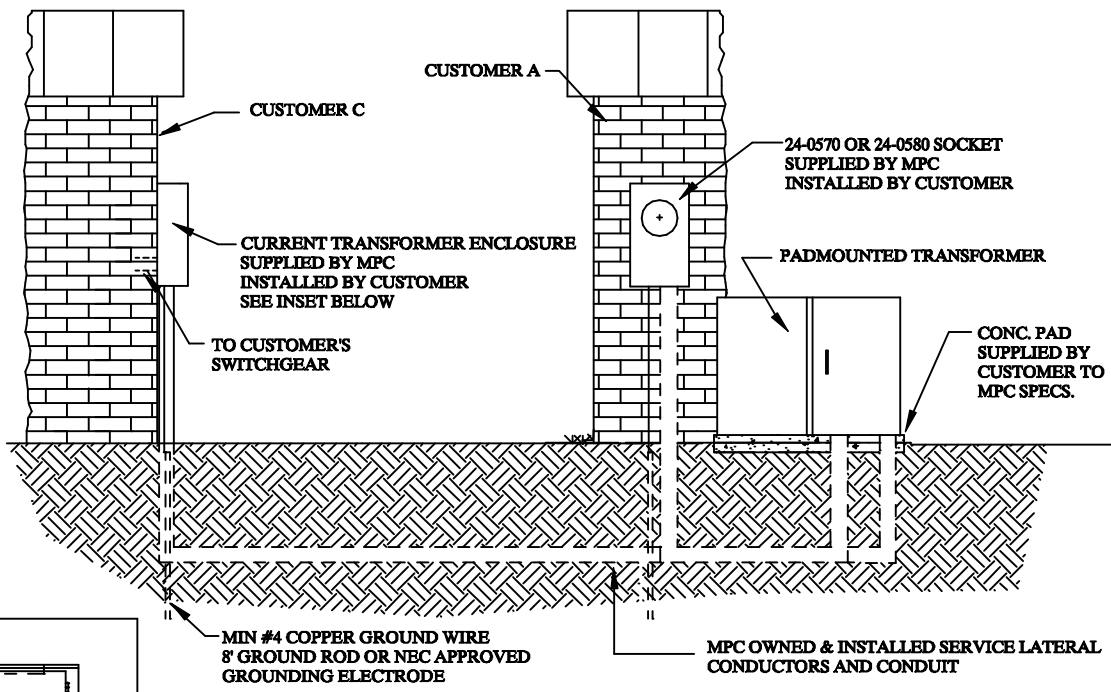 CUSTOMER A
CUSTOMER C
24-0570 OR 24-0580 SOCKET
SUPPLIED BY MPC
INSTALLED BY CUSTOMER
CURRENT TRANSFORMER ENCLOSURE
SUPPLIED BY MPC
INSTALLED BY CUSTOMER
SEE INSET BELOW
PADMOUNTED TRANSFORMER
TO CUSTOMER'S
SWITCHGEAR
CONC. PAD
SUPPLIED BY
CUSTOMER TO
MPC SPECS.
MIN #4 COPPER GROUND WIRE
8' GROUND ROD OR NEC APPROVED
GROUNDING ELECTRODE
MPC OWNED & INSTALLED SERVICE LATERAL
CONDUCTORS AND CONDUIT